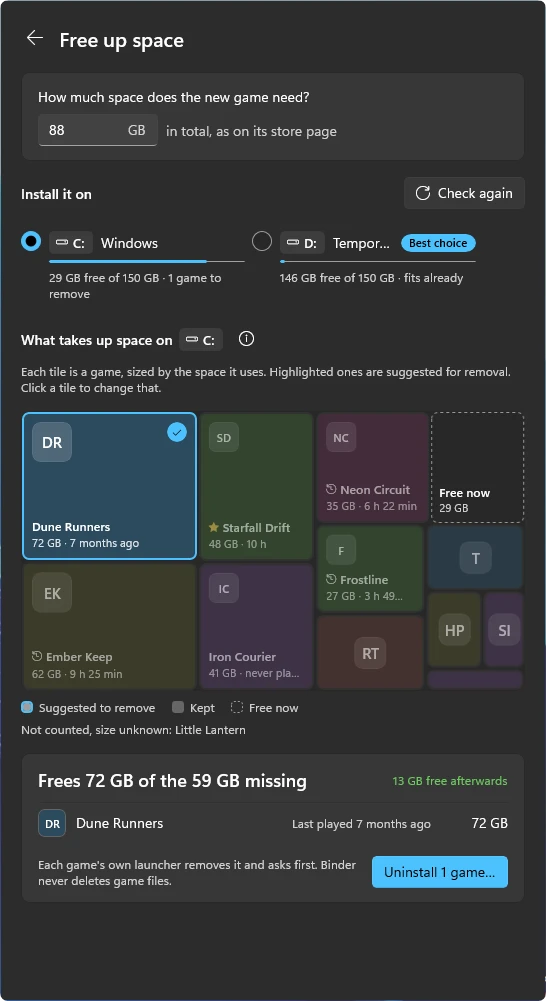 Free up space
How much space does the new game need?
88 GB in total, as on its store page
Install it on
Check again
C: Windows
29 GB free of 150 GB · 1 game to
remove
D: Tempor... Best choice
146 GB free of 150 GB · fits already
What takes up space on C:
Each tile is a game, sized by the space it uses. Highlighted ones are suggested for removal.
Click a tile to change that.
DR
Dune Runners
72 GB · 7 months ago
SD
Starfall Drift
48 GB · 10 h
NC
Neon Circuit
35 GB · 6 h 22 min
Free now
29 GB
EK
Ember Keep
62 GB · 9 h 25 min
IC
Iron Courier
41 GB · never pla...
F
Frostline
27 GB · 3 h 49...
RT
T
HP
SI
Suggested to remove
Kept
Free now
Not counted, size unknown: Little Lantern
Frees 72 GB of the 59 GB missing
13 GB free afterwards
DR Dune Runners Last played 7 months ago 72 GB
Each game's own launcher removes it and asks first. Binder
never deletes game files.
Uninstall 1 game...